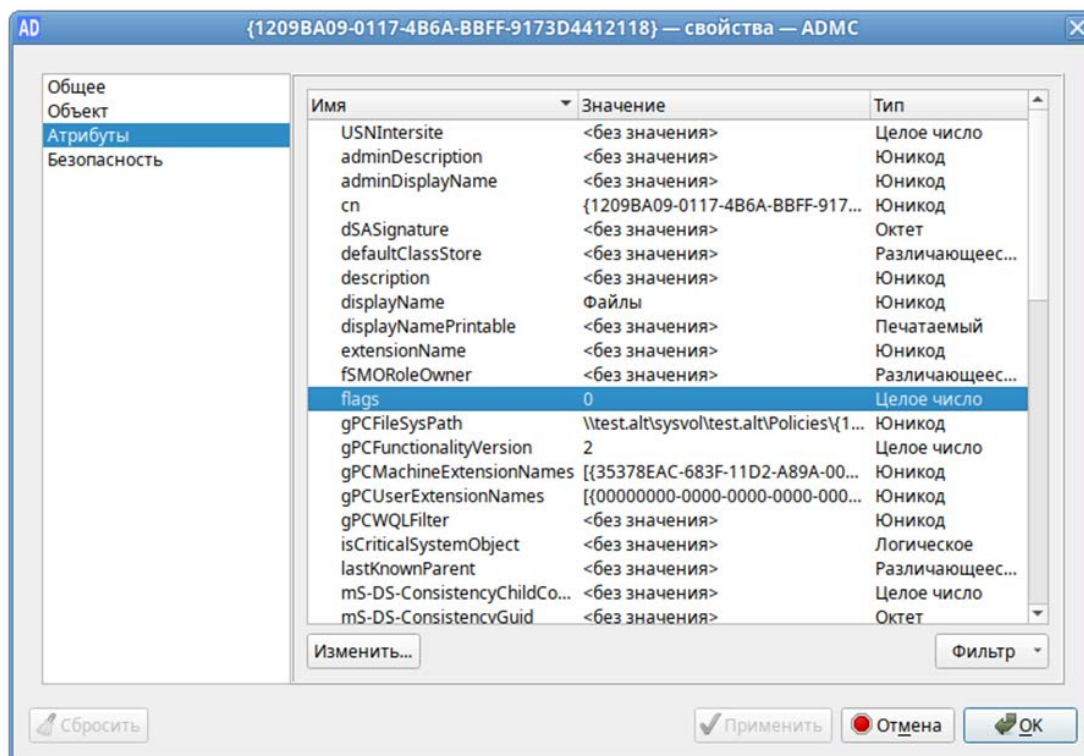 AD {1209BA09-0117-4B6A-BBFF-9173D4412118} — свойства — ADMC
Общее
Объект
Атрибуты
Безопасность
Имя Значение Тип
USNIntersite <без значения> Целое число
adminDescription <без значения> Юникод
adminDisplayName <без значения> Юникод
cn {1209BA09-0117-4B6A-BBFF-917... Юникод
dSASignature <без значения> Октет
defaultClassStore <без значения> Различающеес...
description <без значения> Юникод
displayName Файлы Юникод
displayNamePrintable <без значения> Печатаемый
extensionName <без значения> Юникод
fSMORoleOwner <без значения> Различающеес...
flags 0 Целое число
gPCFileSysPath \\test.alt\sysvol\test.alt\Policies\{1... Юникод
gPCFunctionalityVersion 2 Целое число
gPCMachineExtensionNames [{35378EAC-683F-11D2-A89A-00... Юникод
gPCUserExtensionNames [{00000000-0000-0000-0000-000... Юникод
gPCWQLFilter <без значения> Юникод
isCriticalSystemObject <без значения> Логическое
lastKnownParent <без значения> Различающеес...
mS-DS-ConsistencyChildCo... <без значения> Целое число
mS-DS-ConsistencyGuid <без значения> Октет
Изменить... Фильтр
Сбросить Применить Отмена OK